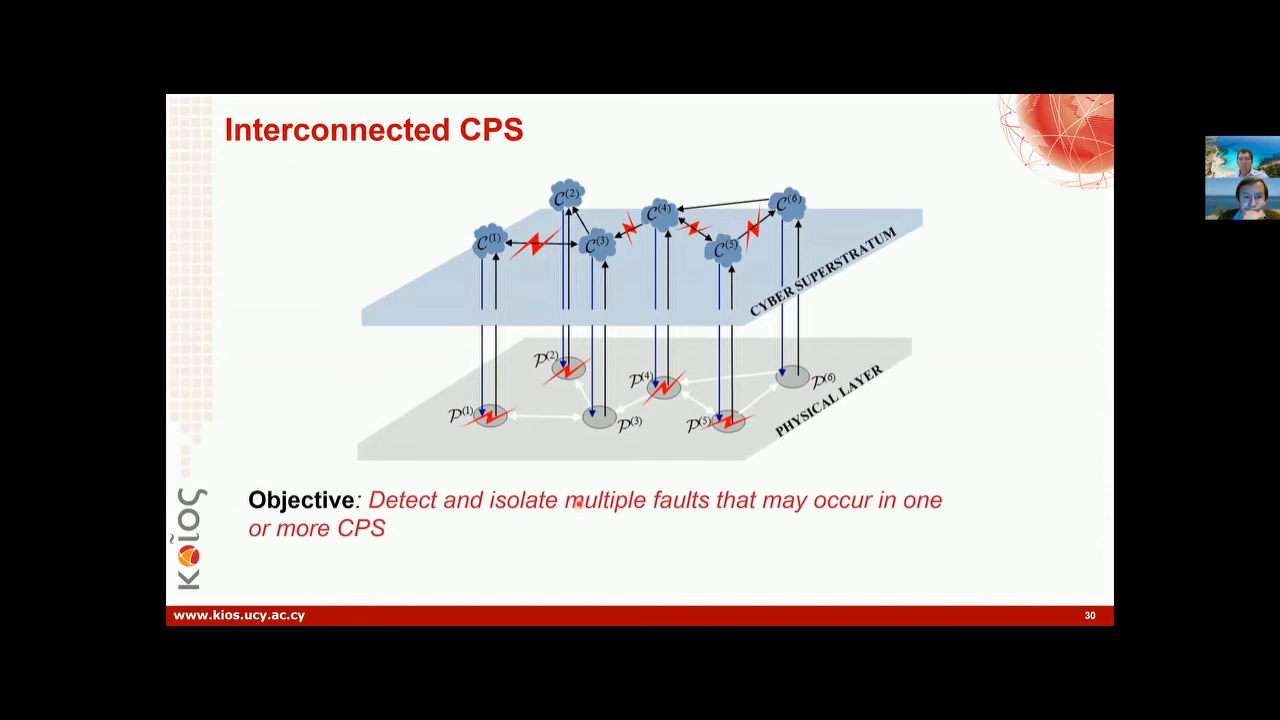 Interconnected CPS
C(2)
C(6)
C(4)
C(1)
C(3)
C(5)
CYBER SUPERSTRATUM
P(2)
P(4)
P(6)
P(1)
P(3)
P(5)
PHYSICAL LAYER
Objective: Detect and isolate multiple faults that may occur in one
or more CPS
κοῖος
www.kios.ucy.ac.cy
30